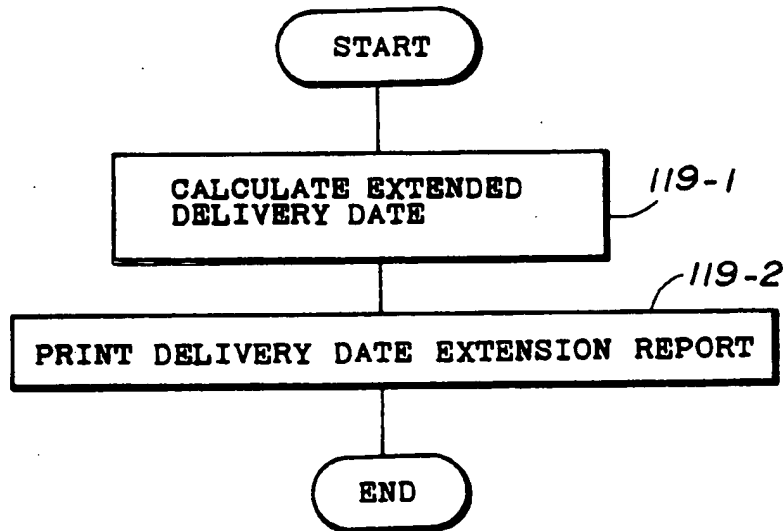 START
CALCULATE EXTENDED
DELIVERY DATE
119-1
119-2
PRINT DELIVERY DATE EXTENSION REPORT
END